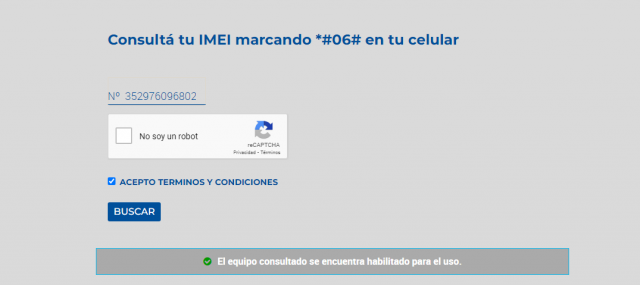 Consultá tu IMEI marcando *#06# en tu celular
Nº 352976096802
No soy un robot
reCAPTCHA
Privacidad - Términos
ACEPTO TERMINOS Y CONDICIONES
BUSCAR
El equipo consultado se encuentra habilitado para el uso.